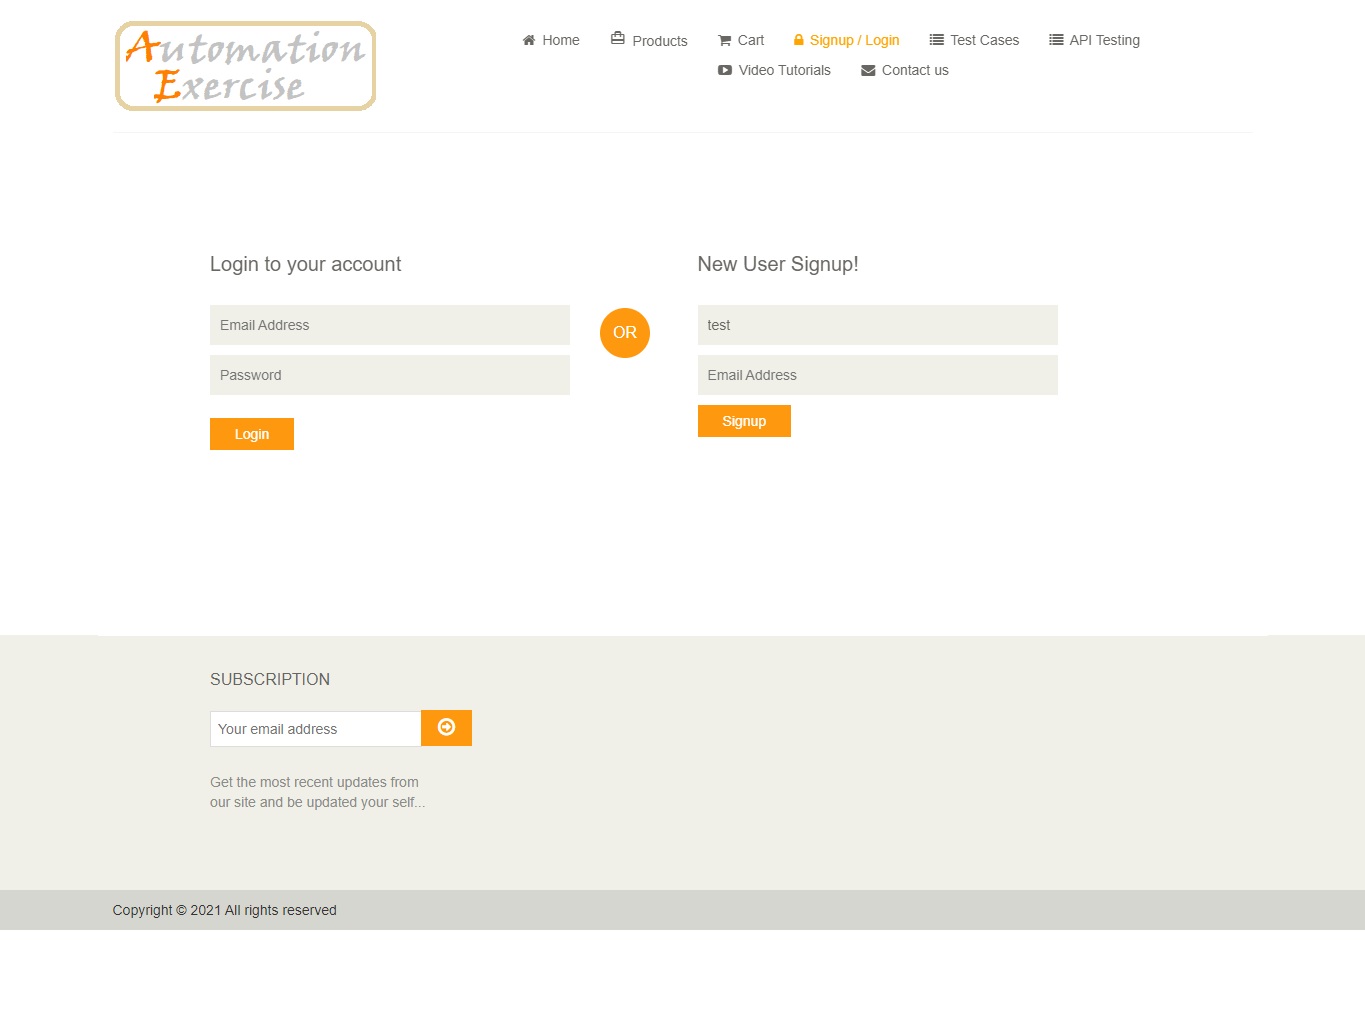 Automation
Exercise
Home
Products
Cart
Signup / Login
Test Cases
API Testing
Video Tutorials
Contact us
Login to your account
Email Address
Password
Login
OR
New User Signup!
test
Email Address
Signup
SUBSCRIPTION
Your email address
Get the most recent updates from
our site and be updated your self...
Copyright © 2021 All rights reserved